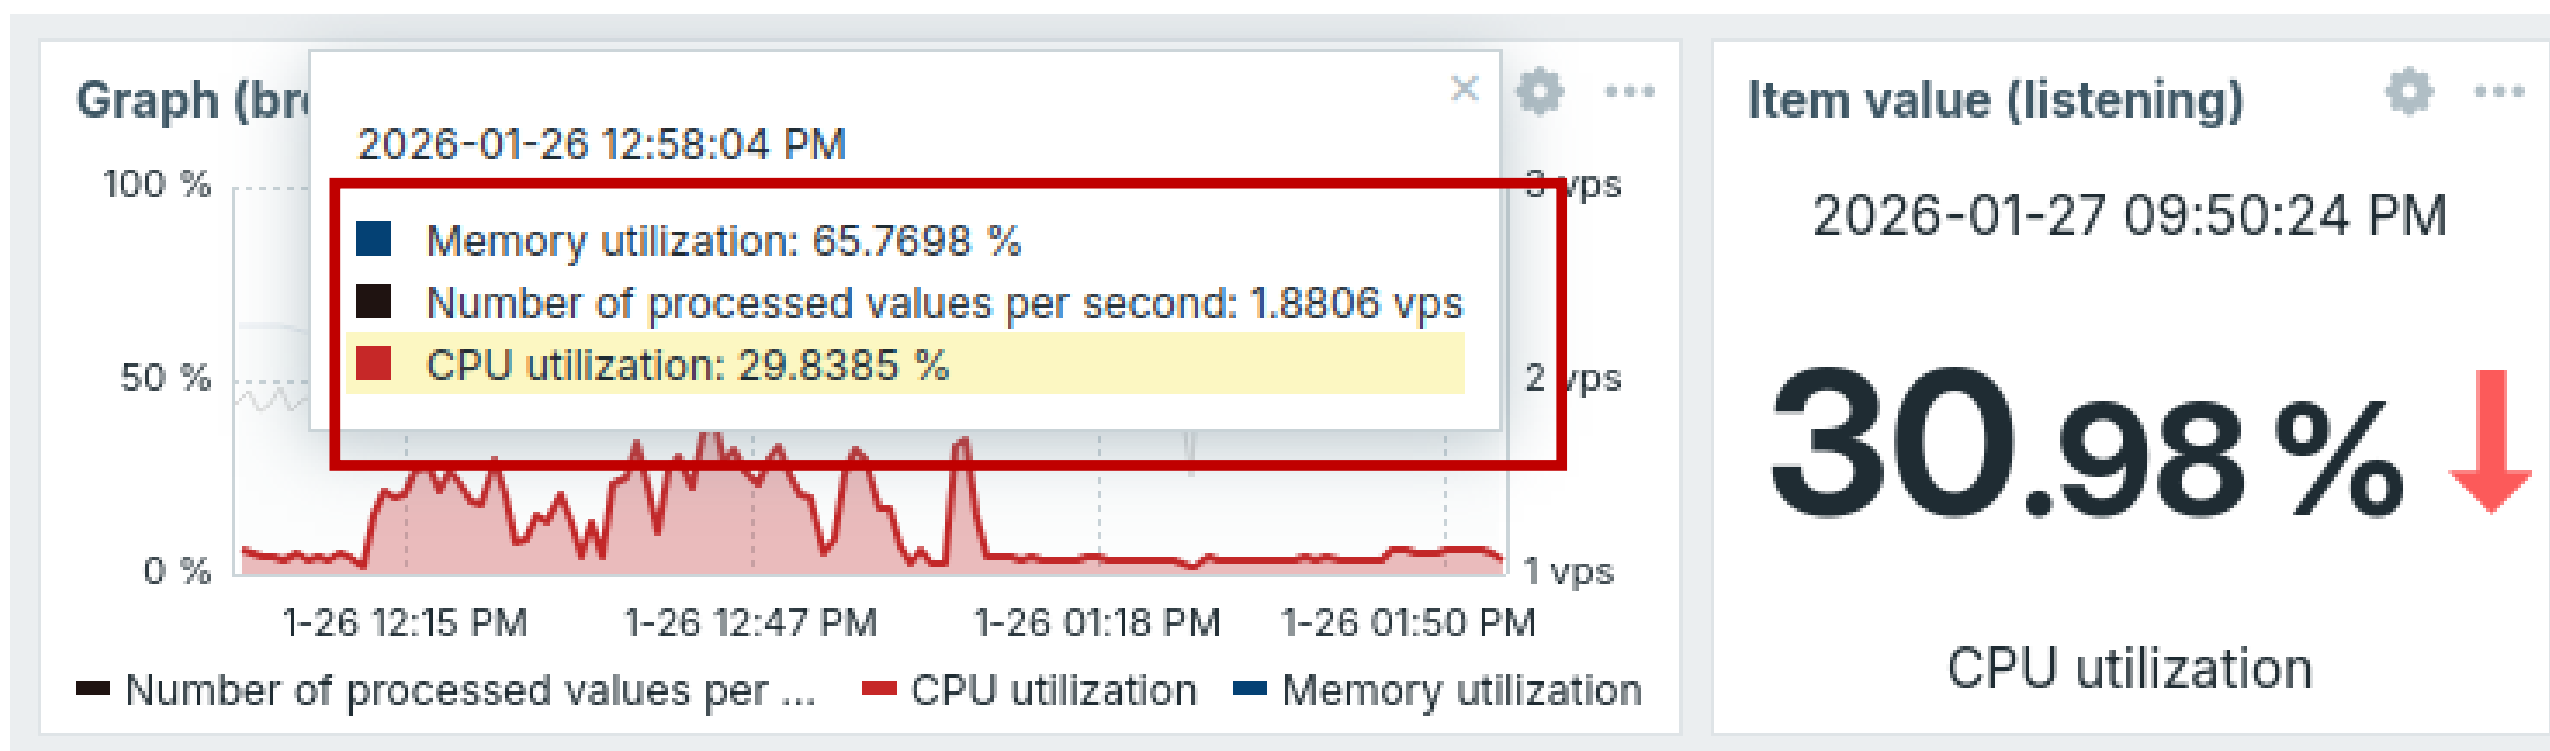 Graph (bro
2026-01-26 12:58:04 PM
Memory utilization: 65.7698 %
Number of processed values per second: 1.8806 vps
CPU utilization: 29.8385 %
100 %
50 %
0 %
3 vps
2 vps
1 vps
1-26 12:15 PM
1-26 12:47 PM
1-26 01:18 PM
1-26 01:50 PM
Number of processed values per ...
CPU utilization
Memory utilization
Item value (listening)
2026-01-27 09:50:24 PM
30.98 %
CPU utilization